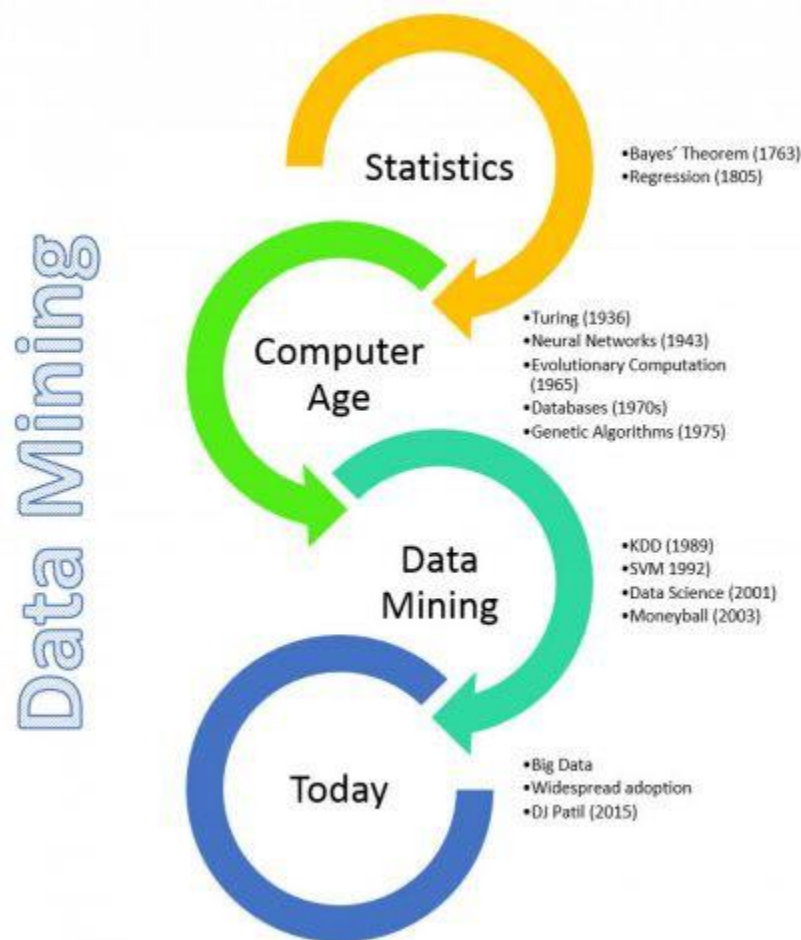 Data Mining
Statistics
•Bayes' Theorem (1763)
•Regression (1805)
Computer
Age
•Turing (1936)
•Neural Networks (1943)
•Evolutionary Computation
(1965)
•Databases (1970s)
•Genetic Algorithms (1975)
Data
Mining
•KDD (1989)
•SVM 1992)
•Data Science (2001)
•Moneyball (2003)
Today
•Big Data
•Widespread adoption
•DJ Patil (2015)